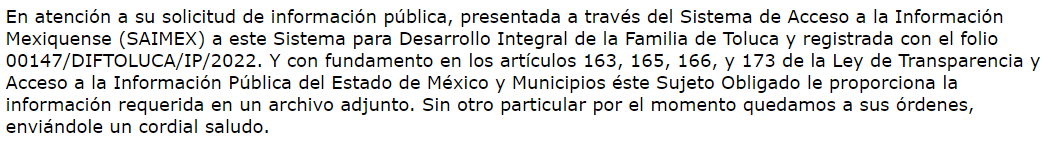 En atención a su solicitud de información pública, presentada a través del Sistema de Acceso a la Información
Mexiquense (SAIMEX) a este Sistema para Desarrollo Integral de la Familia de Toluca y registrada con el folio
00147/DIFTOLUCA/IP/2022. Y con fundamento en los artículos 163, 165, 166, y 173 de la Ley de Transparencia y
Acceso a la Información Pública del Estado de México y Municipios éste Sujeto Obligado le proporciona la
información requerida en un archivo adjunto. Sin otro particular por el momento quedamos a sus órdenes,
enviándole un cordial saludo.